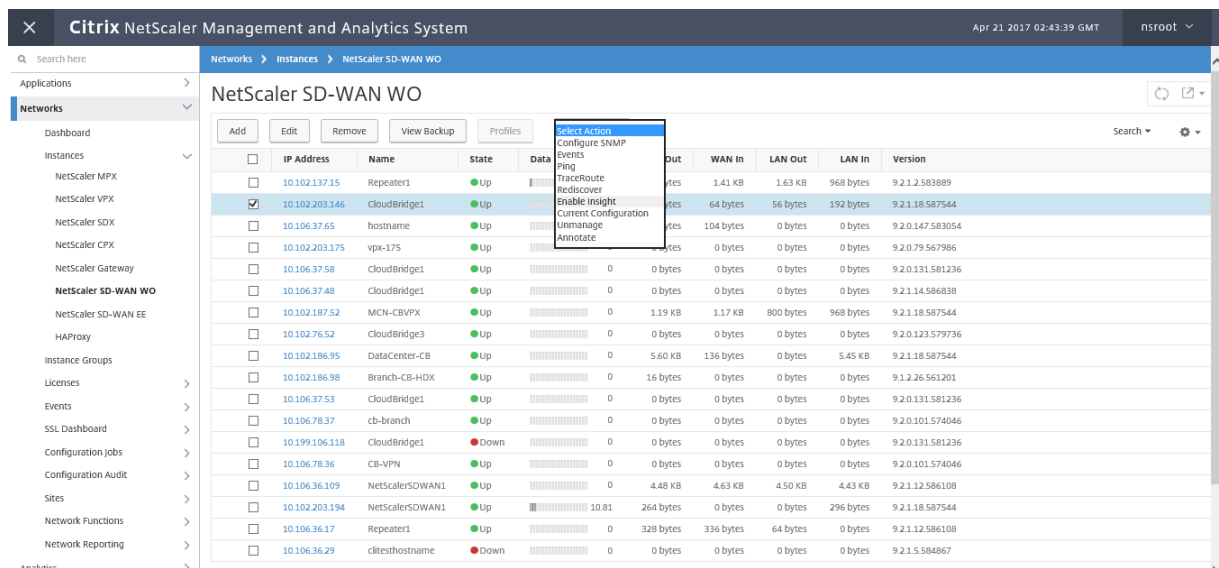 Citrix NetScaler Management and Analytics System Apr 21 2017 02:43:39 GMT nsroot
Search here
Networks Instances NetScaler SD-WAN WO
Applications
Networks
Dashboard
Instances
NetScaler MPX
NetScaler VPX
NetScaler SDX
NetScaler CPX
NetScaler Gateway
NetScaler SD-WAN WO
NetScaler SD-WAN EE
HAProxy
Instance Groups
Licenses
Events
SSL Dashboard
Configuration Jobs
Configuration Audit
Sites
Network Functions
Network Reporting
Analytics
NetScaler SD-WAN WO
Add Edit Remove View Backup Profiles Search
Select Action
Configure SNMP
Events
Ping
TraceRoute
Rediscover
Enable Insight
Current Configuration
Unmanage
Annotate
IP Address Name State Data Out WAN In LAN Out LAN In Version
10.102.137.15 Repeater1 Up 1.41 KB 1.63 KB 968 bytes 9.2.1.2.583889
10.102.203.146 CloudBridge1 Up 64 bytes 56 bytes 192 bytes 9.2.1.18.587544
10.106.37.65 hostname Up 104 bytes 0 bytes 0 bytes 9.2.0.147.583054
10.102.203.175 vpx-175 Up 0 bytes 0 bytes 0 bytes 9.2.0.79.567986
10.106.37.58 CloudBridge1 Up 0 0 bytes 0 bytes 0 bytes 0 bytes 9.2.0.131.581236
10.106.37.48 CloudBridge1 Up 0 0 bytes 0 bytes 0 bytes 0 bytes 9.2.1.14.586838
10.102.187.52 MCN-CBVPX Up 0 1.19 KB 1.17 KB 800 bytes 968 bytes 9.2.1.18.587544
10.102.76.52 CloudBridge3 Up 0 0 bytes 0 bytes 0 bytes 0 bytes 9.2.0.123.579736
10.102.186.95 DataCenter-CB Up 0 5.60 KB 136 bytes 0 bytes 5.45 KB 9.2.1.18.587544
10.102.186.98 Branch-CB-HDX Up 0 16 bytes 0 bytes 0 bytes 0 bytes 9.1.2.26.561201
10.106.37.53 CloudBridge1 Up 0 0 bytes 0 bytes 0 bytes 0 bytes 9.2.0.131.581236
10.106.78.37 cb-branch Up 0 0 bytes 0 bytes 0 bytes 0 bytes 9.2.0.101.574046
10.199.106.118 CloudBridge1 Down 0 0 bytes 0 bytes 0 bytes 0 bytes 9.2.0.131.581236
10.106.78.36 CB-VPN Up 0 0 bytes 0 bytes 0 bytes 0 bytes 9.2.0.101.574046
10.106.36.109 NetScalerSDWAN1 Up 0 4.48 KB 4.63 KB 4.50 KB 4.43 KB 9.2.1.12.586108
10.102.203.194 NetScalerSDWAN1 Up 10.81 264 bytes 0 bytes 0 bytes 296 bytes 9.2.1.18.587544
10.106.36.17 Repeater1 Up 0 328 bytes 336 bytes 64 bytes 0 bytes 9.2.1.12.586108
10.106.36.29 clitesthostname Down 0 0 bytes 0 bytes 0 bytes 0 bytes 9.2.1.5.584867